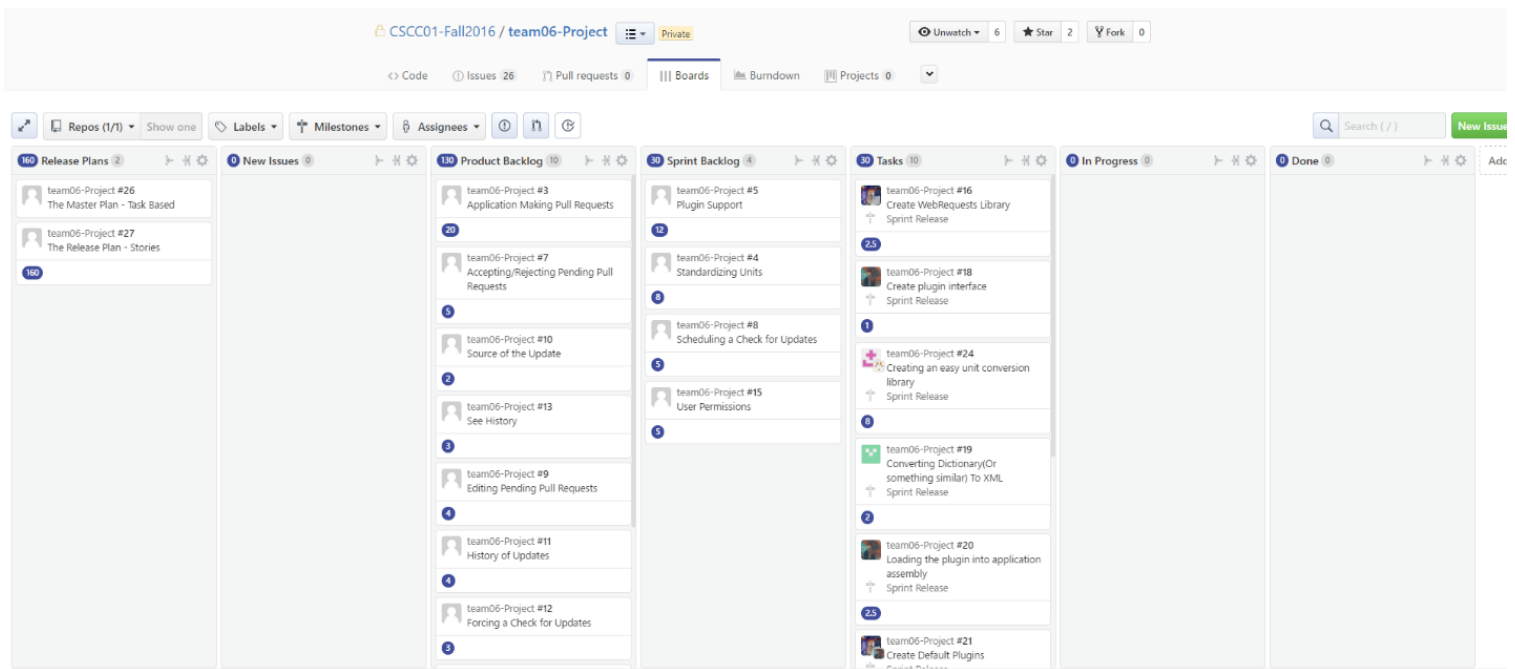 CSCC01-Fall2016 / team06-Project
Private
Unwatch 6
Star 2
Fork 0
Code
Issues 26
Pull requests 0
Boards
Burndown
Projects 0
Repos (1/1)
Show one
Labels
Milestones
Assignees
Search ( / )
New Issue
160 Release Plans 2
team06-Project #26
The Master Plan - Task Based
team06-Project #27
The Release Plan - Stories
160
0 New Issues 0
130 Product Backlog 10
team06-Project #3
Application Making Pull Requests
20
team06-Project #7
Accepting/Rejecting Pending Pull
Requests
5
team06-Project #10
Source of the Update
2
team06-Project #13
See History
3
team06-Project #9
Editing Pending Pull Requests
4
team06-Project #11
History of Updates
4
team06-Project #12
Forcing a Check for Updates
3
30 Sprint Backlog 4
team06-Project #5
Plugin Support
12
team06-Project #4
Standardizing Units
8
team06-Project #8
Scheduling a Check for Updates
5
team06-Project #15
User Permissions
5
30 Tasks 10
team06-Project #16
Create WebRequests Library
Sprint Release
2.5
team06-Project #18
Create plugin interface
Sprint Release
1
team06-Project #24
Creating an easy unit conversion
library
Sprint Release
8
team06-Project #19
Converting Dictionary(Or
something similar) To XML
Sprint Release
2
team06-Project #20
Loading the plugin into application
assembly
Sprint Release
2.5
team06-Project #21
Create Default Plugins
Sprint Release
0 In Progress 0
0 Done 0
Add